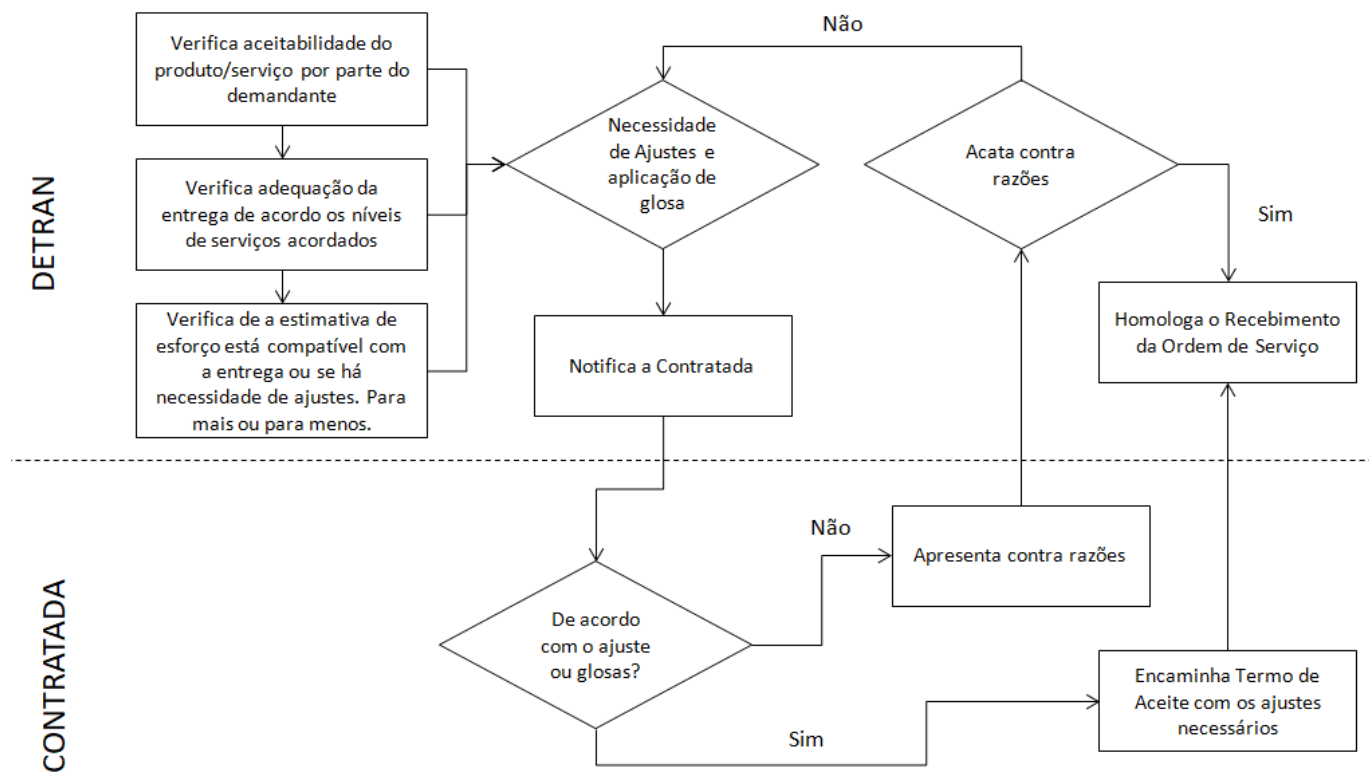 DETRAN
Verifica aceitabilidade do
produto/serviço por parte do
demandante
Verifica adequação da
entrega de acordo os níveis
de serviços acordados
Verifica de a estimativa de
esforço está compatível com
a entrega ou se há
necessidade de ajustes. Para
mais ou para menos.
Necessidade
de Ajustes e
aplicação de
glosa
Não
Acata contra
razões
Sim
Notifica a Contratada
Homologa o Recebimento
da Ordem de Serviço
CONTRATADA
De acordo
com o ajuste
ou glosas?
Não
Apresenta contra razões
Sim
Encaminha Termo de
Aceite com os ajustes
necessários